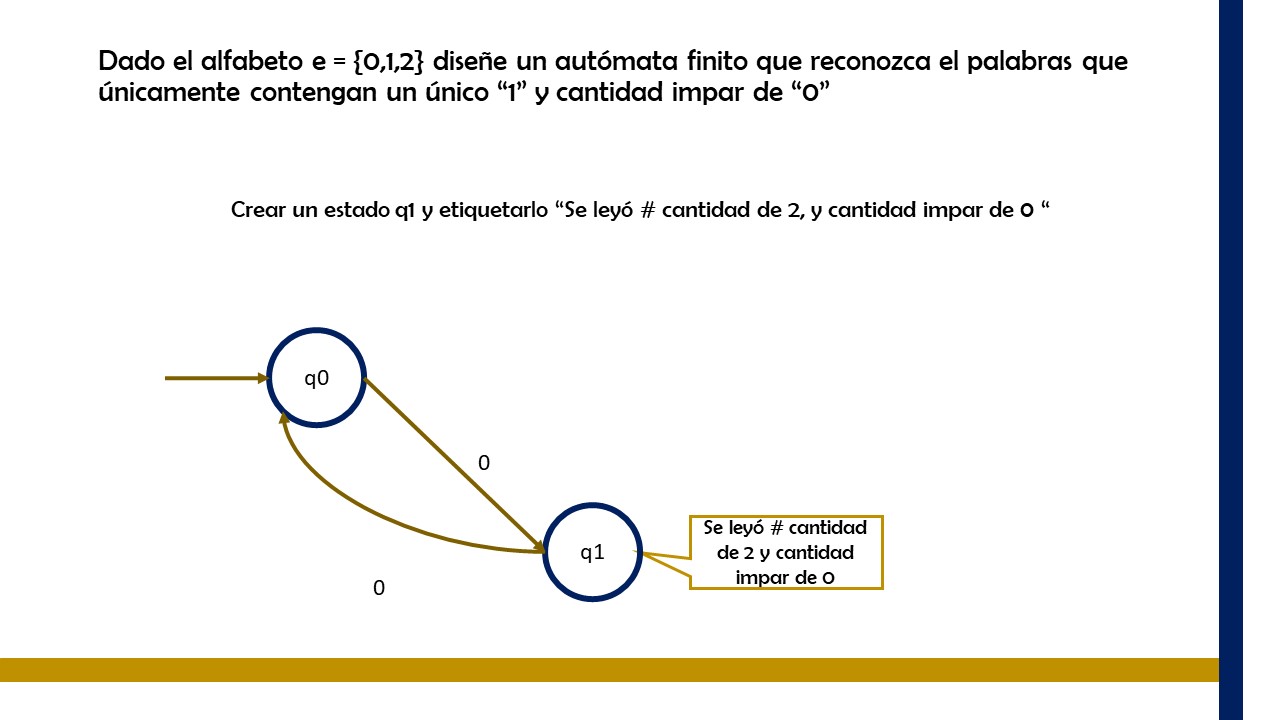 Dado el alfabeto e = {0,1,2} diseñe un autómata finito que reconozca el palabras que
únicamente contengan un único “1” y cantidad impar de “0”
Crear un estado q1 y etiquetarlo “Se leyó # cantidad de 2, y cantidad impar de 0 “
q0
0
q1
Se leyó # cantidad
de 2 y cantidad
impar de 0
0